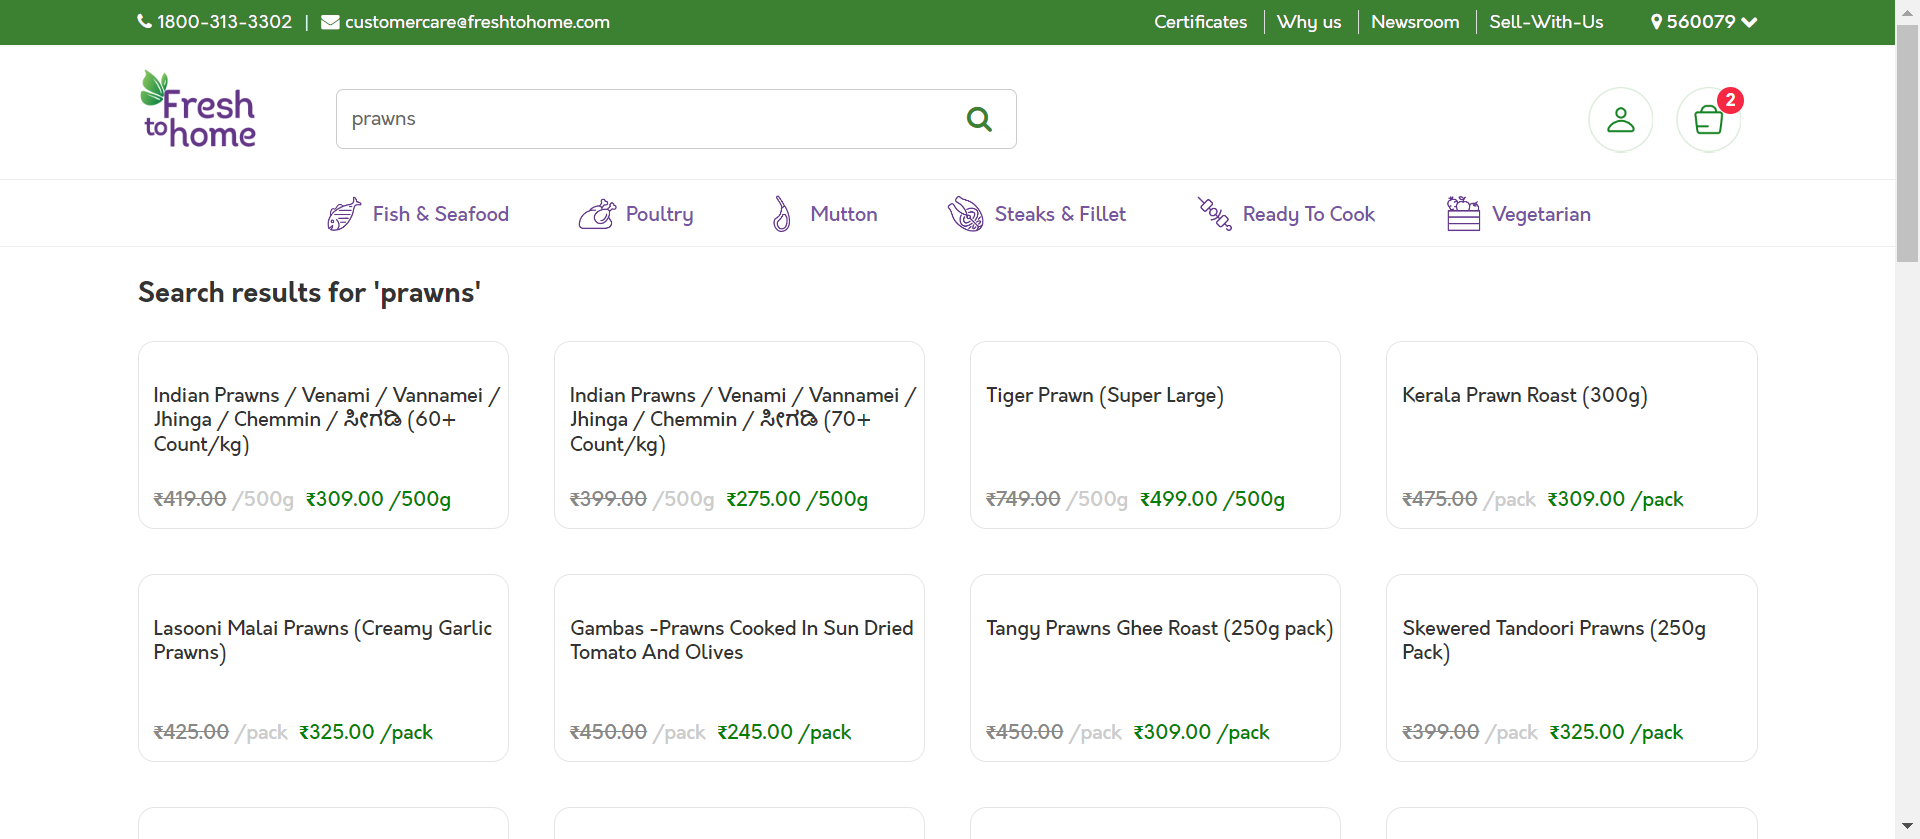 1800-313-3302 | customercare@freshtohome.com Certificates Why us Newsroom Sell-With-Us 560079
Fresh
to home
prawns
2
Fish & Seafood Poultry Mutton Steaks & Fillet Ready To Cook Vegetarian
Search results for 'prawns'
Indian Prawns / Venami / Vannamei /
Jhinga / Chemmin / ಸೀಗಡಿ (60+
Count/kg)
₹419.00 /500g ₹309.00 /500g
Indian Prawns / Venami / Vannamei /
Jhinga / Chemmin / ಸೀಗಡಿ (70+
Count/kg)
₹399.00 /500g ₹275.00 /500g
Tiger Prawn (Super Large)
₹749.00 /500g ₹499.00 /500g
Kerala Prawn Roast (300g)
₹475.00 /pack ₹309.00 /pack
Lasooni Malai Prawns (Creamy Garlic
Prawns)
₹425.00 /pack ₹325.00 /pack
Gambas -Prawns Cooked In Sun Dried
Tomato And Olives
₹450.00 /pack ₹245.00 /pack
Tangy Prawns Ghee Roast (250g pack)
₹450.00 /pack ₹309.00 /pack
Skewered Tandoori Prawns (250g
Pack)
₹399.00 /pack ₹325.00 /pack